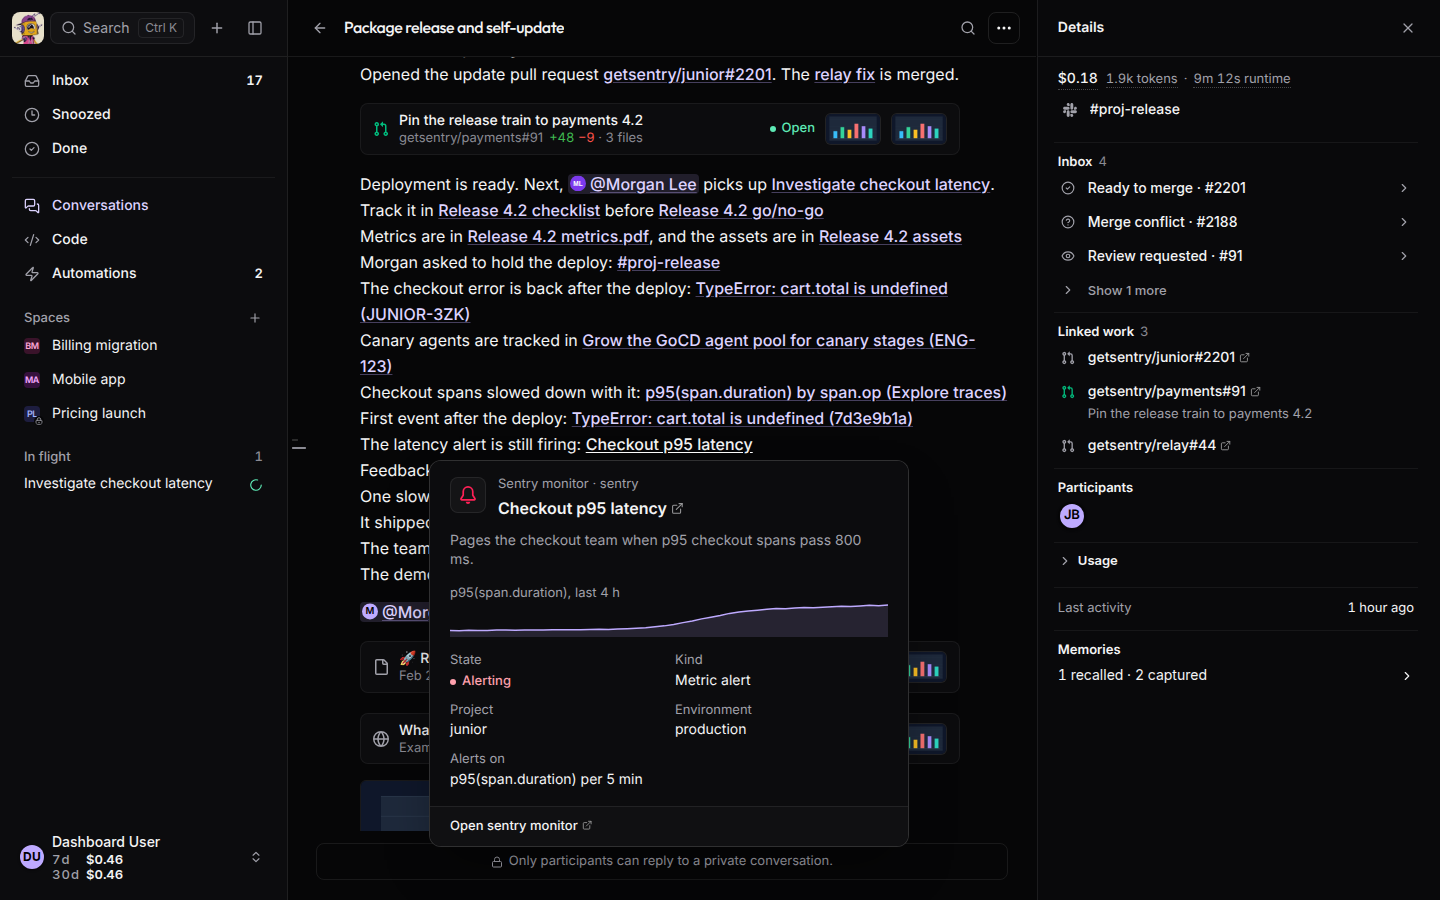 Search Ctrl K
Inbox 17
Snoozed
Done
Conversations
Code
Automations 2
Spaces
BM Billing migration
MA Mobile app
PL Pricing launch
In flight 1
Investigate checkout latency
DU Dashboard User
7d $0.46
30d $0.46
Package release and self-update
Opened the update pull request getsentry/junior#2201. The relay fix is merged.
Pin the release train to payments 4.2
getsentry/payments#91 +48 −9 · 3 files
Open
Deployment is ready. Next, ML @Morgan Lee picks up Investigate checkout latency.
Track it in Release 4.2 checklist before Release 4.2 go/no-go
Metrics are in Release 4.2 metrics.pdf, and the assets are in Release 4.2 assets
Morgan asked to hold the deploy: #proj-release
The checkout error is back after the deploy: TypeError: cart.total is undefined
(JUNIOR-3ZK)
Canary agents are tracked in Grow the GoCD agent pool for canary stages (ENG-
123)
Checkout spans slowed down with it: p95(span.duration) by span.op (Explore traces)
First event after the deploy: TypeError: cart.total is undefined (7d3e9b1a)
The latency alert is still firing: Checkout p95 latency
Feedback
One slow
It shipped
The team
The demo
M @Mor
🚀 R
Feb 2
Wha
Exam
Sentry monitor · sentry
Checkout p95 latency
Pages the checkout team when p95 checkout spans pass 800
ms.
p95(span.duration), last 4 h
State
Alerting
Kind
Metric alert
Project
junior
Environment
production
Alerts on
p95(span.duration) per 5 min
Open sentry monitor
Only participants can reply to a private conversation.
Details
$0.18 1.9k tokens · 9m 12s runtime
#proj-release
Inbox 4
Ready to merge · #2201
Merge conflict · #2188
Review requested · #91
Show 1 more
Linked work 3
getsentry/junior#2201
getsentry/payments#91
Pin the release train to payments 4.2
getsentry/relay#44
Participants
JB
Usage
Last activity 1 hour ago
Memories
1 recalled · 2 captured